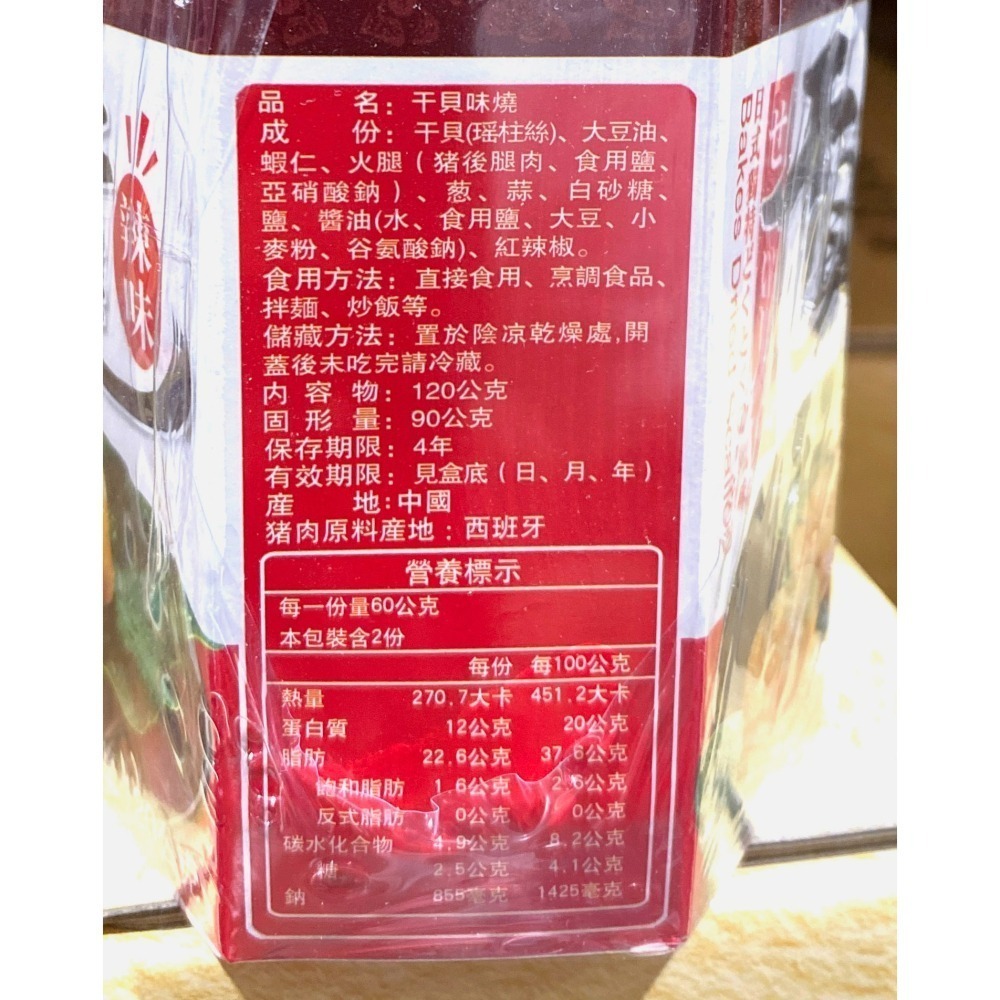 品名：干貝味燒
成份：干貝(瑶柱絲)、大豆油、
蝦仁、火腿（猪後腿肉、食用鹽、
亞硝酸鈉）、葱、蒜、白砂糖、
鹽、醬油(水、食用鹽、大豆、小
麥粉、谷氨酸鈉)、紅辣椒。
食用方法：直接食用、烹調食品、
拌麵、炒飯等。
儲藏方法：置於陰凉乾燥處,開
蓋後未吃完請冷藏。
内容物：120公克
固形量：90公克
保存期限：4年
有效期限：見盒底（日、月、年）
産地:中國
猪肉原料産地：西班牙
營養標示
每一份量60公克
本包裝含2份
每份 每100公克
熱量 270.7大卡 451.2大卡
蛋白質 12公克 20公克
脂肪 22.6公克 37.6公克
飽和脂肪 1.6公克 2.6公克
反式脂肪 0公克 0公克
碳水化合物 4.9公克 8.2公克
糖 2.5公克 4.1公克
鈉 855毫克 1425毫克
辣味
Bakos